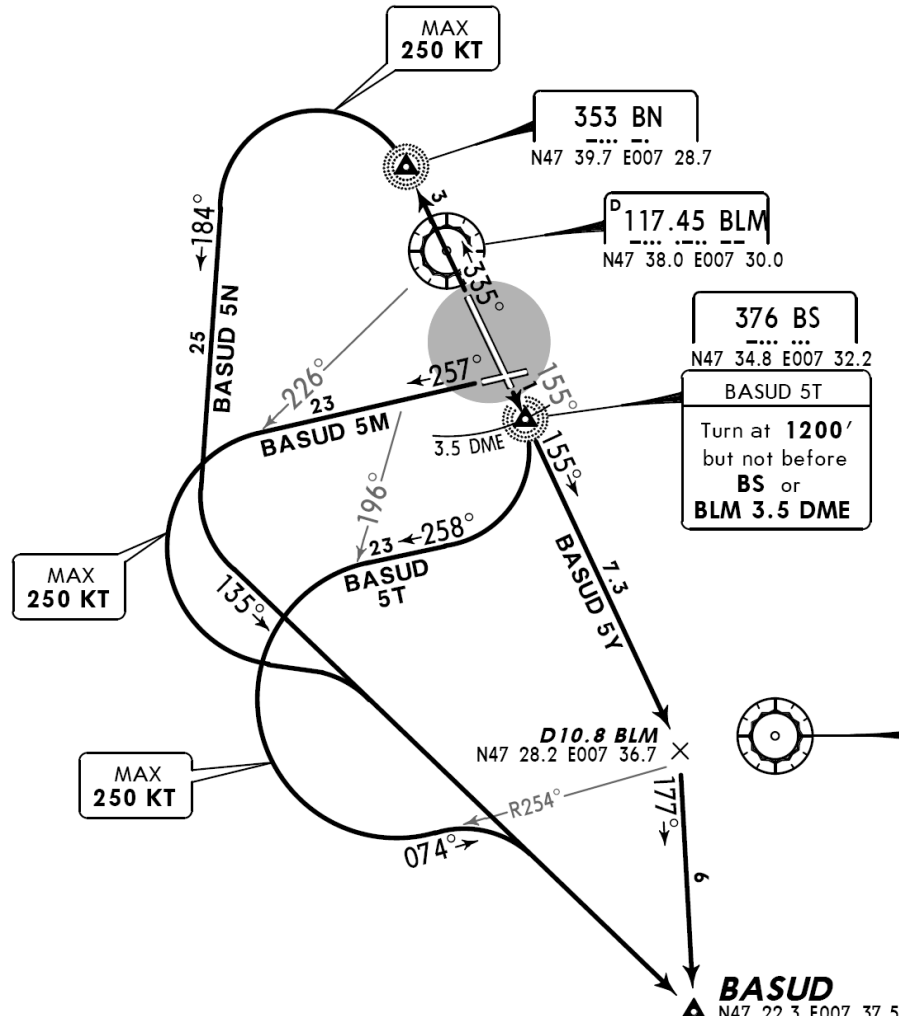 MAX
250 KT
353 BN
N47 39.7 E007 28.7
3
D 117.45 BLM
N47 38.0 E007 30.0
184°
335°
376 BS
N47 34.8 E007 32.2
25
BASUD 5N
226°
257°
23
BASUD 5M
1
155°
3.5 DME
BASUD 5T
Turn at 1200'
but not before
BS or
BLM 3.5 DME
155°
196°
23
258°
BASUD
5T
7.3
BASUD 5Y
MAX
250 KT
135°
D10.8 BLM
N47 28.2 E007 36.7
MAX
250 KT
R254°
177°
074°
6
BASUD
N47 22.3 E007 37.5